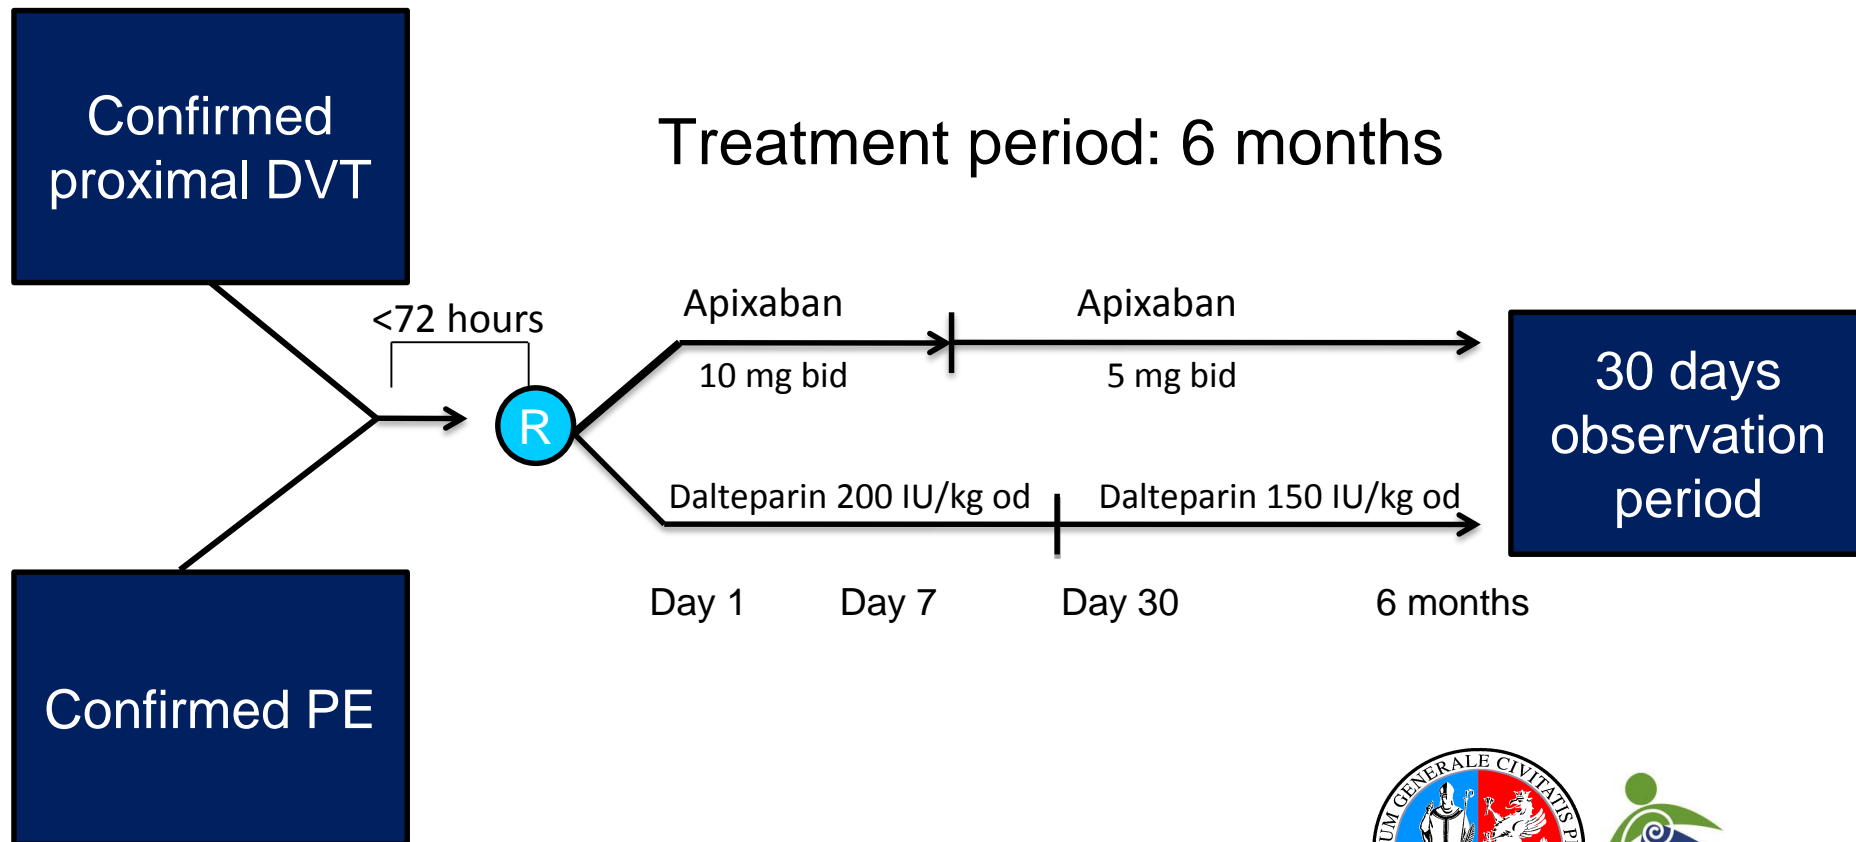 Confirmed
proximal DVT
Treatment period: 6 months
<72 hours
Apixaban
Apixaban
10 mg bid
5 mg bid
R
30 days
observation
period
Dalteparin 200 IU/kg od
Dalteparin 150 IU/kg od
Day 1
Day 7
Day 30
6 months
Confirmed PE
GENERALE CIVITATIS